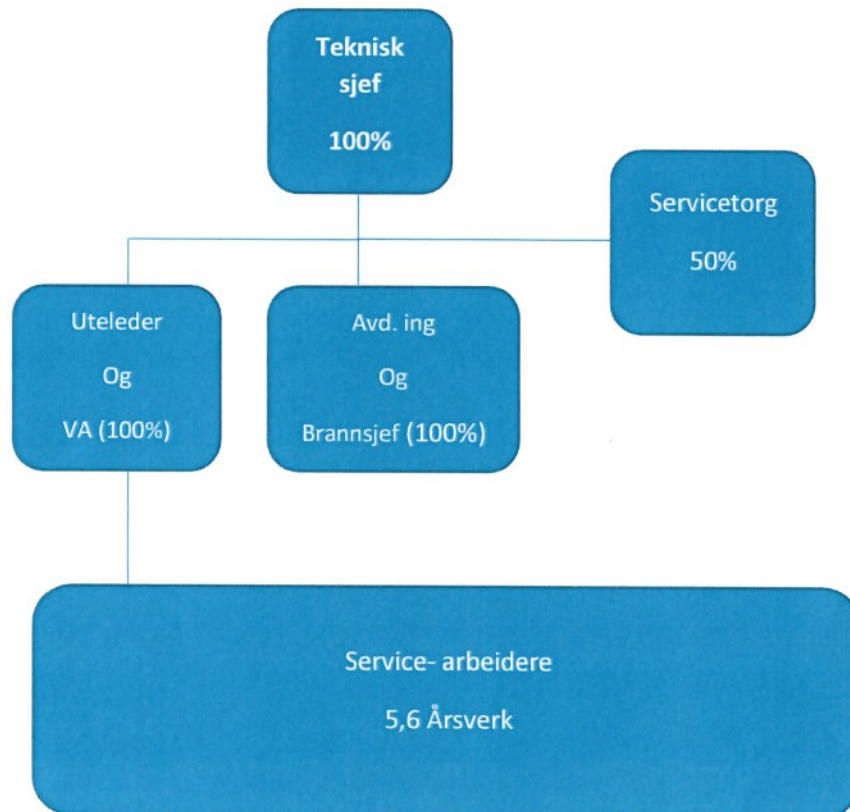 Teknisk
sjef
100%
Servicetorg
50%
Uteleder
Og
VA (100%)
Avd. ing
Og
Brannsjef (100%)
Service- arbeidere
5,6 Årsverk